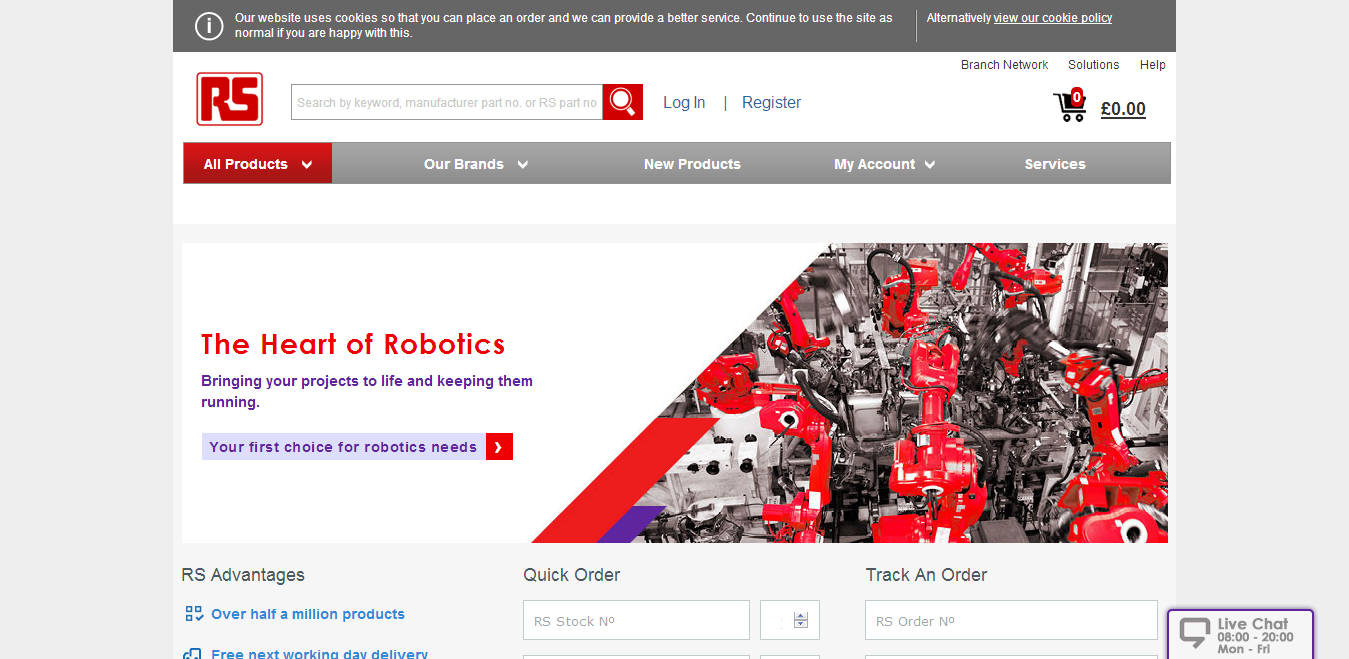 Our website uses cookies so that you can place an order and we can provide a better service. Continue to use the site as
normal if you are happy with this.
Alternatively view our cookie policy
Branch Network
Solutions
Help
RS
Search by keyword, manufacturer part no. or RS part no
Log In | Register
0
£0.00
All Products
Our Brands
New Products
My Account
Services
The Heart of Robotics
Bringing your projects to life and keeping them
running.
Your first choice for robotics needs
RS Advantages
Quick Order
Track An Order
Over half a million products
RS Stock Nº
RS Order Nº
Free next working day delivery
Live Chat
08:00 - 20:00
Mon - Fri